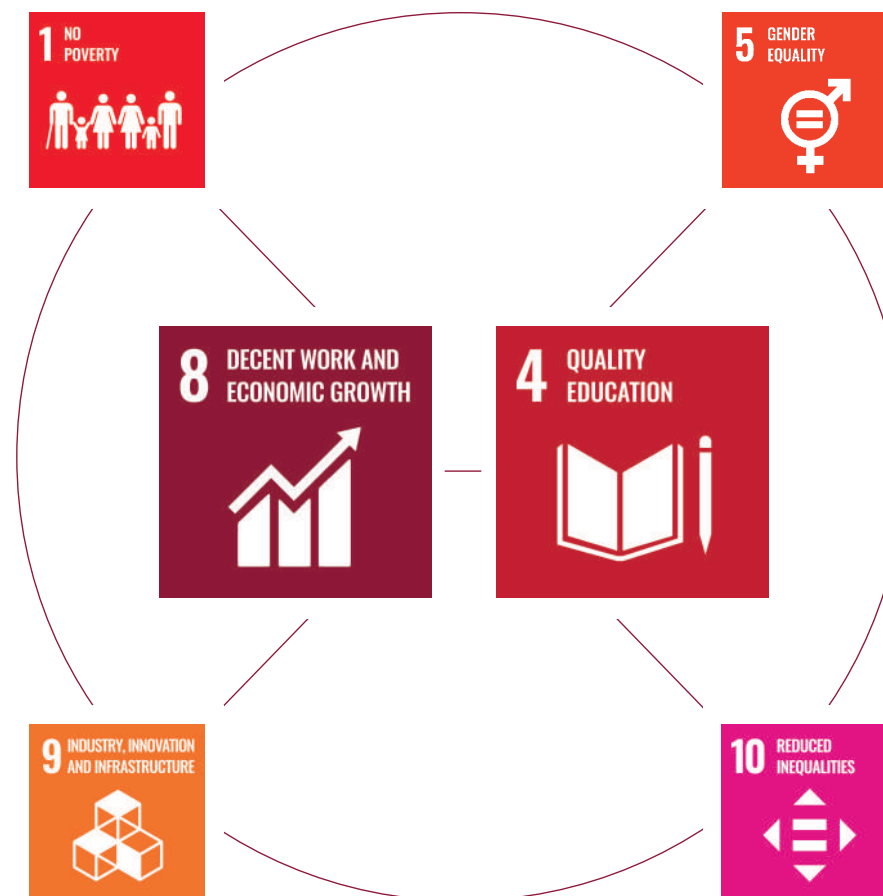 1 NO
POVERTY
5 GENDER
EQUALITY
8 DECENT WORK AND
ECONOMIC GROWTH
4 QUALITY
EDUCATION
9 INDUSTRY, INNOVATION
AND INFRASTRUCTURE
10 REDUCED
INEQUALITIES